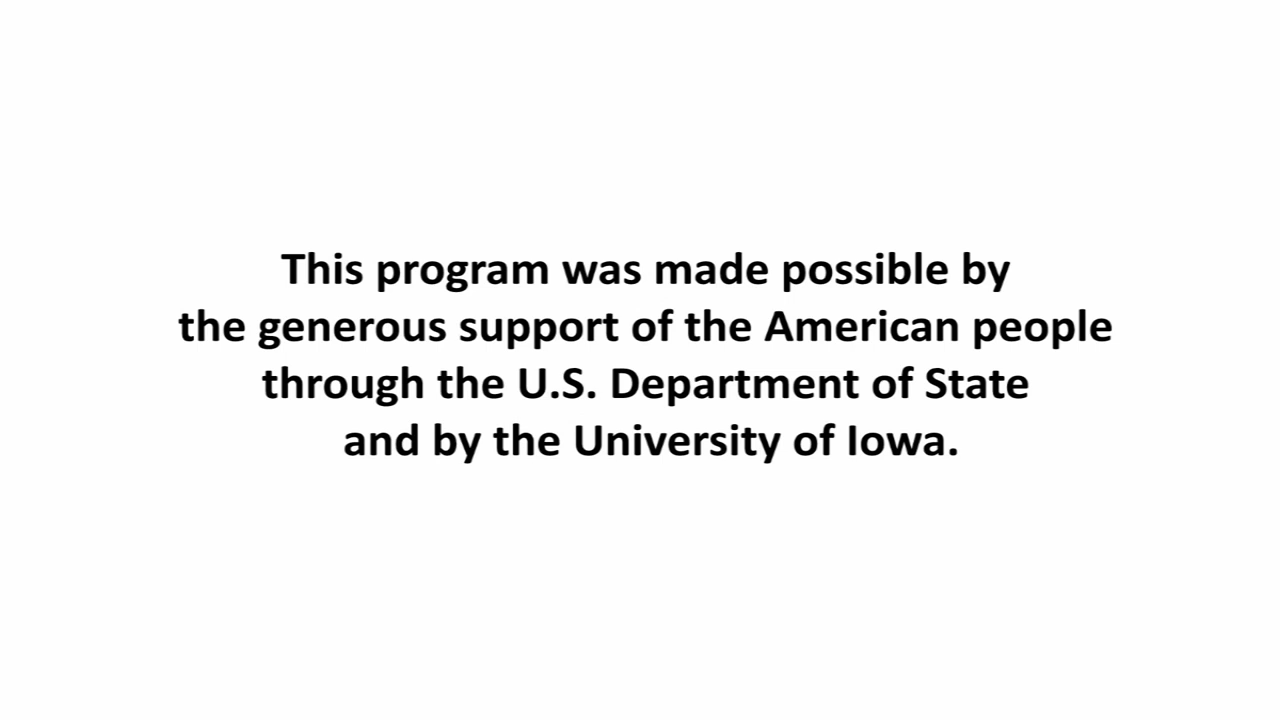 This program was made possible by
the generous support of the American people
through the U.S. Department of State
and by the University of Iowa.